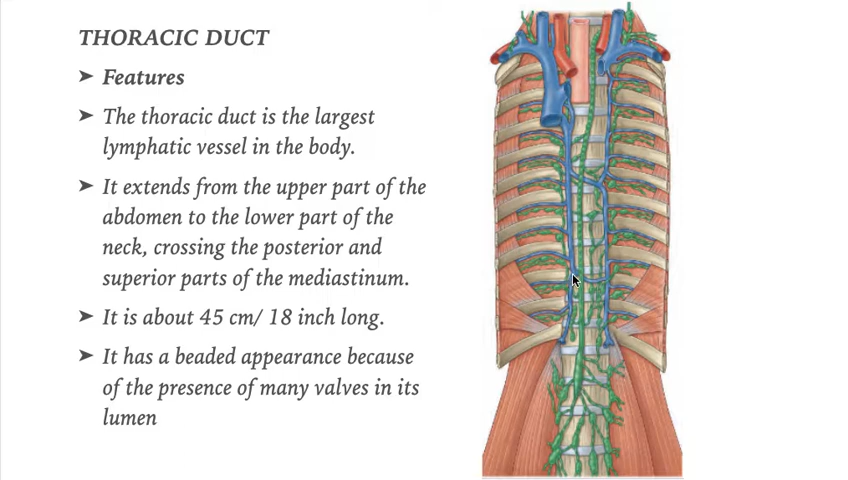 THORACIC DUCT
➤ Features
➤ The thoracic duct is the largest
lymphatic vessel in the body.
➤ It extends from the upper part of the
abdomen to the lower part of the
neck, crossing the posterior and
superior parts of the mediastinum.
➤ It is about 45 cm/ 18 inch long.
➤ It has a beaded appearance because
of the presence of many valves in its
lumen